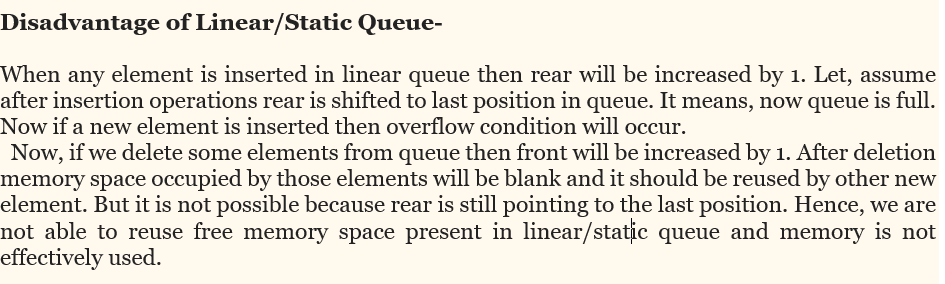 Disadvantage of Linear/Static Queue-
When any element is inserted in linear queue then rear will be increased by 1. Let, assume
after insertion operations rear is shifted to last position in queue. It means, now queue is full.
Now if a new element is inserted then overflow condition will occur.
Now, if we delete some elements from queue then front will be increased by 1. After deletion
memory space occupied by those elements will be blank and it should be reused by other new
element. But it is not possible because rear is still pointing to the last position. Hence, we are
not able to reuse free memory space present in linear/static queue and memory is not
effectively used.